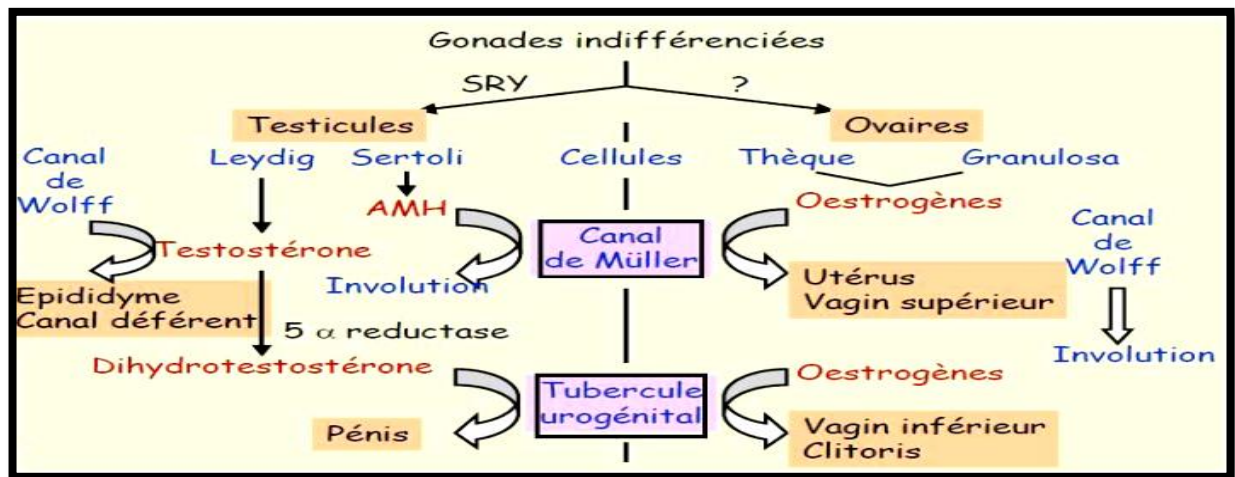 Gonades indifférenciées
SRY
?
Testicules
Ovaires
Canal
de
Wolff
Leydig
Sertoli
Cellules
Thèque
Granulosa
AMH
Oestrogènes
Testostérone
Canal
de Müller
Canal
de
Wolff
Involution
Epididyme
Canal déférent
Utérus
Vagin supérieur
5 α reductase
Involution
Dihydrotestostérone
Tubercule
urogénital
Oestrogènes
Pénis
Vagin inférieur
Clitoris